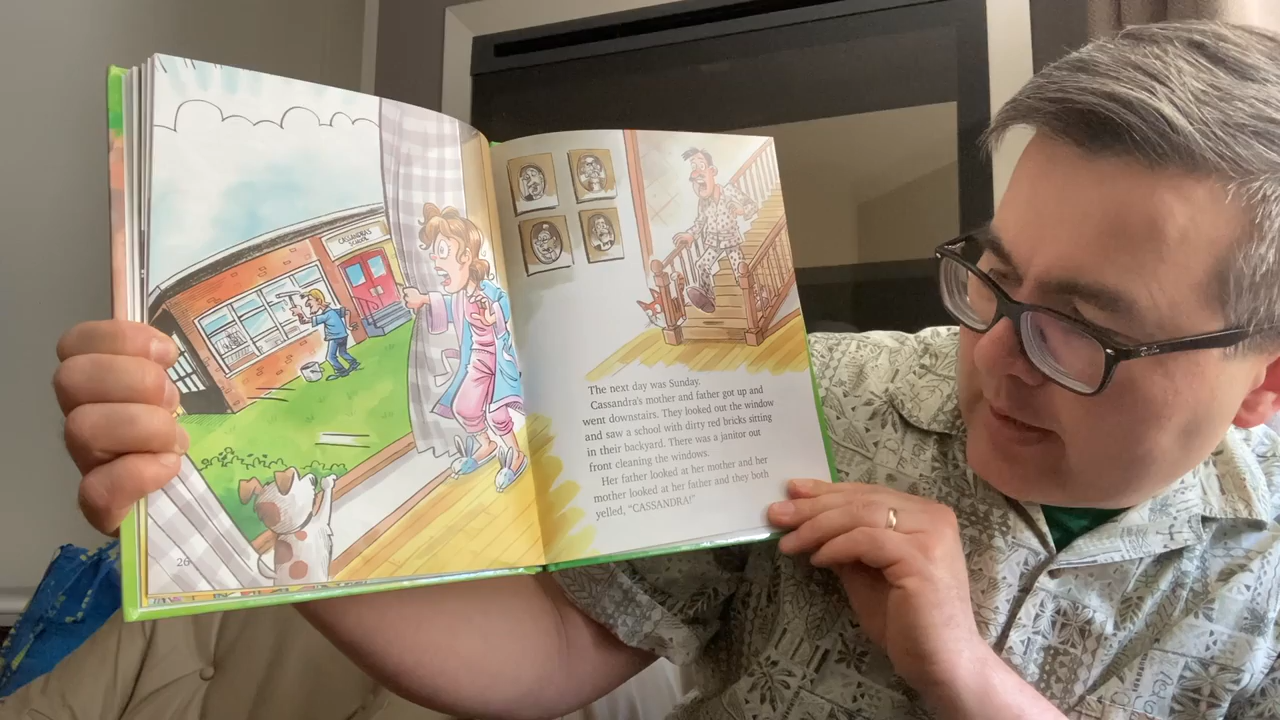 CASSANDRA'S
SCHOOL
26
The next day was Sunday.
Cassandra's mother and father got up and
went downstairs. They looked out the window
and saw a school with dirty red bricks sitting
in their backyard. There was a janitor out
front cleaning the windows.
Her father looked at her mother and her
mother looked at her father and they both
yelled, "CASSANDRA!"